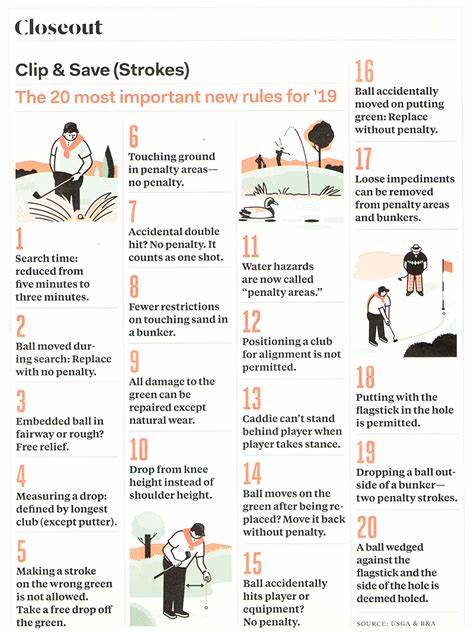 Closeout
Clip & Save (Strokes)
The 20 most important new rules for '19
1
Search time:
reduced from
five minutes to
three minutes.
2
Ball moved dur-
ing search: Replace
with no penalty.
3
Embedded ball in
fairway or rough?
Free relief.
4
Measuring a drop:
defined by longest
club (except putter).
5
Making a stroke
on the wrong green
is not allowed.
Take a free drop off
the green.
6
Touching ground
in penalty areas—
no penalty.
7
Accidental double
hit? No penalty. It
counts as one shot.
8
Fewer restrictions
on touching sand in
a bunker.
9
All damage to the
green can be
repaired except
natural wear.
10
Drop from knee
height instead of
shoulder height.
11
Water hazards
are now called
“penalty areas.”
12
Positioning a club
for alignment is not
permitted.
13
Caddie can’t stand
behind player when
player takes stance.
14
Ball moves on the
green after being re-
placed? Move it back
without penalty.
15
Ball accidentally
hits player or
equipment?
No penalty.
16
Ball accidentally
moved on putting
green: Replace
without penalty.
17
Loose impediments
can be removed
from penalty areas
and bunkers.
18
Putting with the
flagstick in the hole
is permitted.
19
Dropping a ball out-
side of a bunker—
two penalty strokes.
20
A ball wedged
against the
flagstick and the
side of the hole is
deemed holed.
SOURCE: USGA & R&A